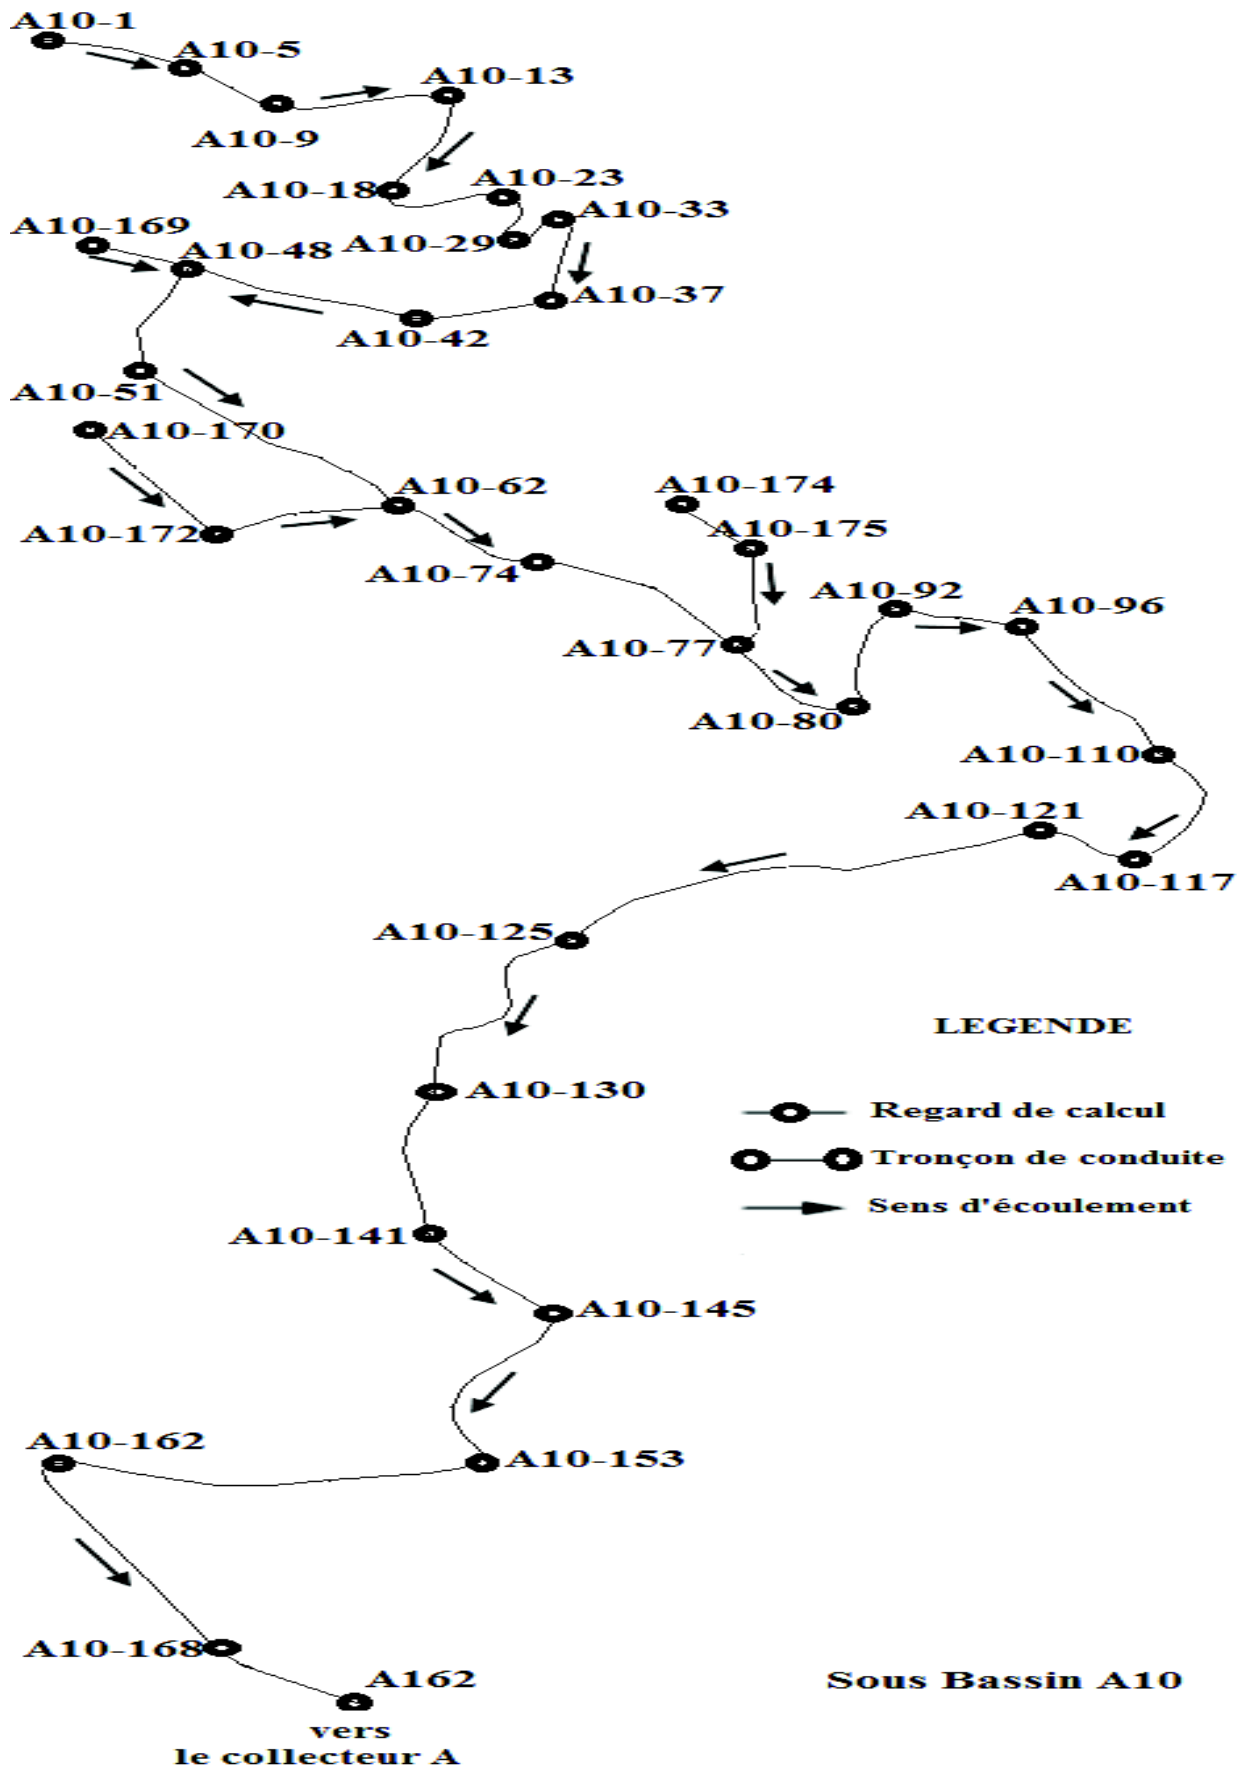 A10-1
A10-5
A10-13
A10-9
A10-18
A10-23
A10-33
A10-169
A10-48
A10-29
A10-37
A10-42
A10-51
A10-170
A10-62
A10-174
A10-172
A10-175
A10-74
A10-92
A10-96
A10-77
A10-80
A10-110
A10-121
A10-117
A10-125
LEGENDE
A10-130
Regard de calcul
Tronçon de conduite
Sens d'écoulement
A10-141
A10-145
A10-162
A10-153
A10-168
A162
Sous Bassin A10
vers
le collecteur A